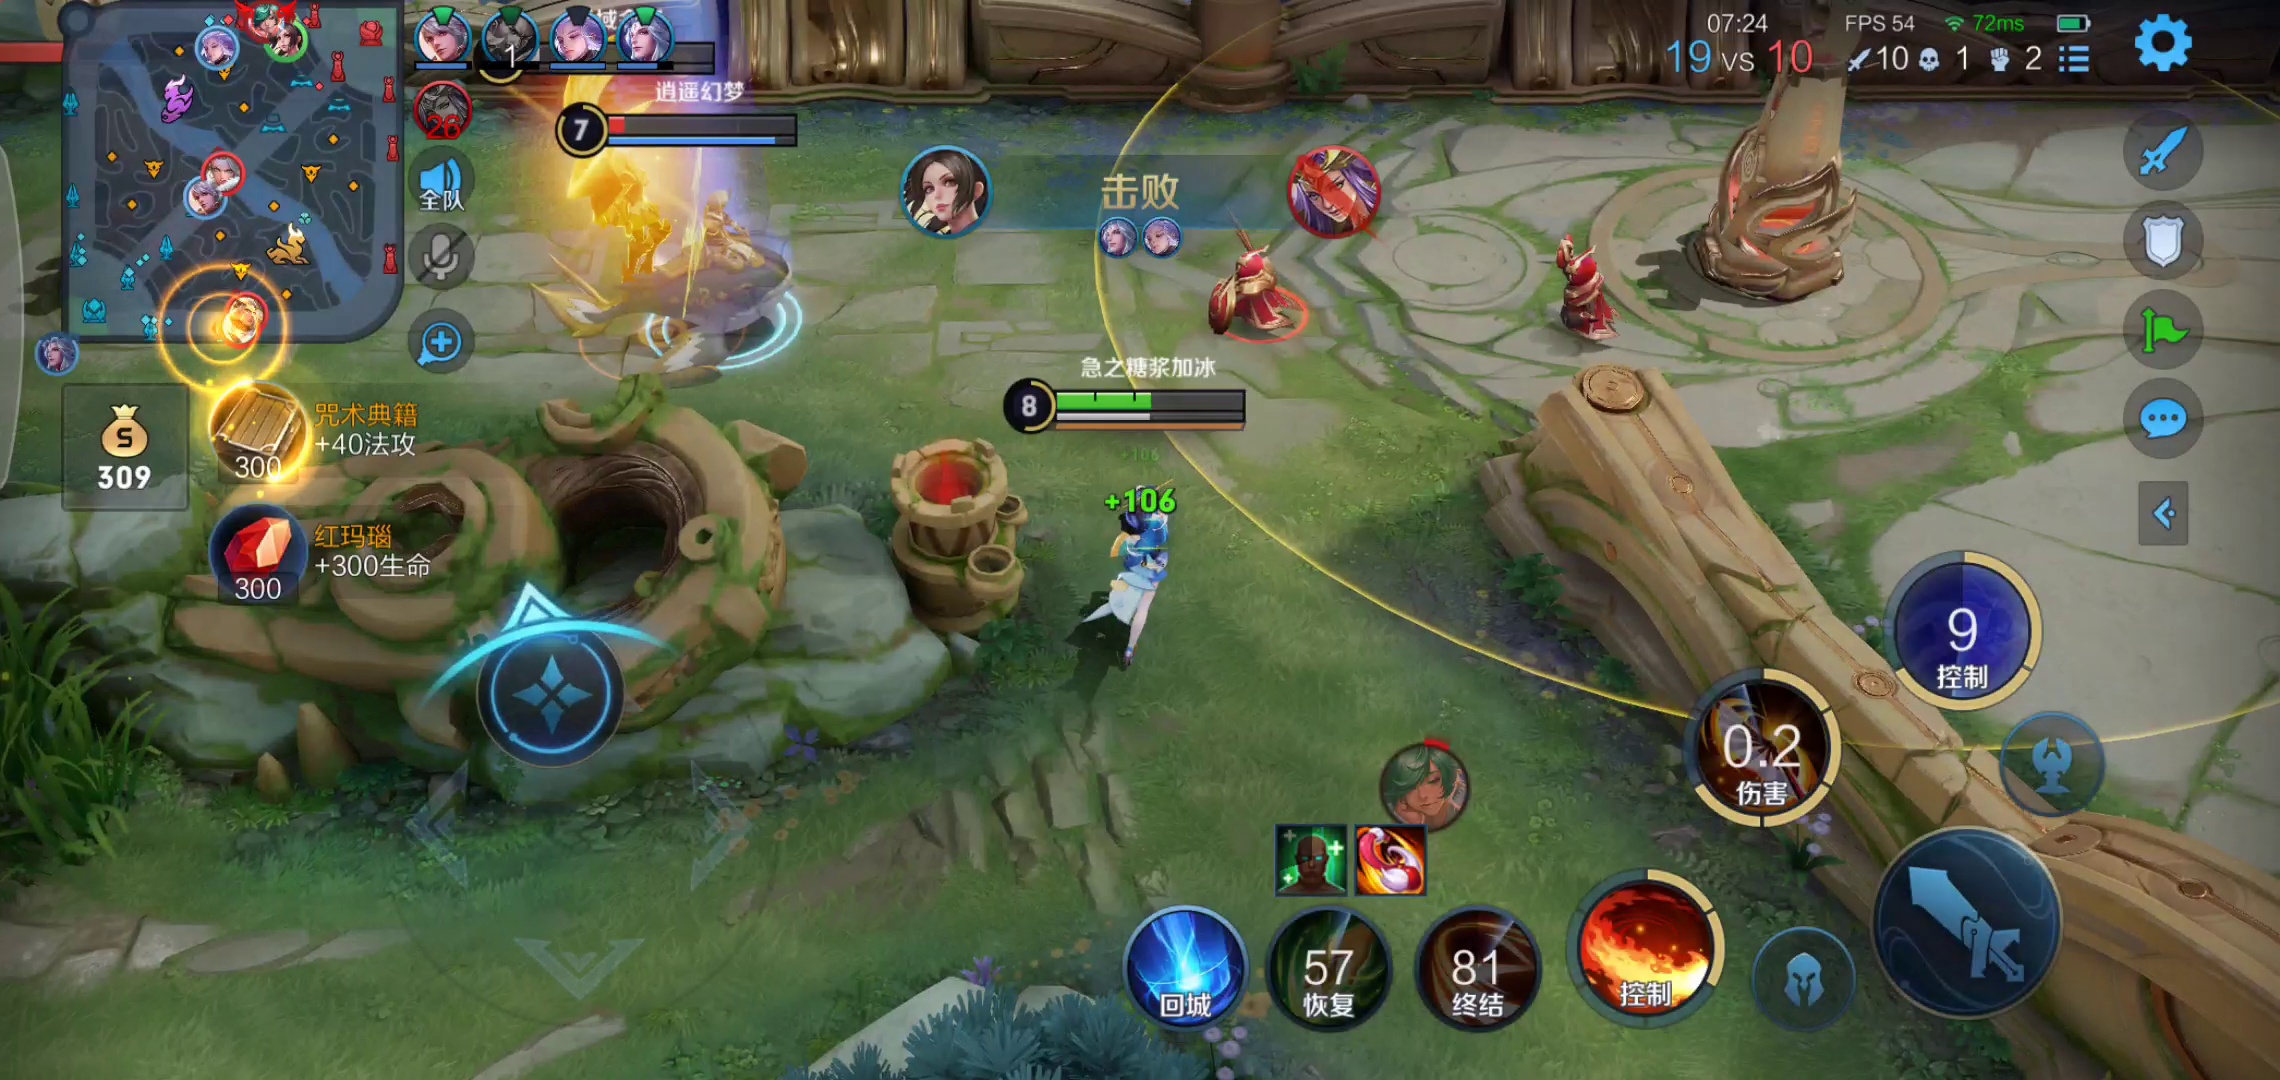 1
07:24 FPS 54 72ms
19 vs 10 10 1 2
逍遥幻梦
7
26
全队
击败
急之糖浆加冰
8
S
309
咒术典籍
+40法攻
300
+106
+106
红玛瑙
+300生命
300
9
控制
0.2
伤害
回城
57
恢复
81
终结
控制